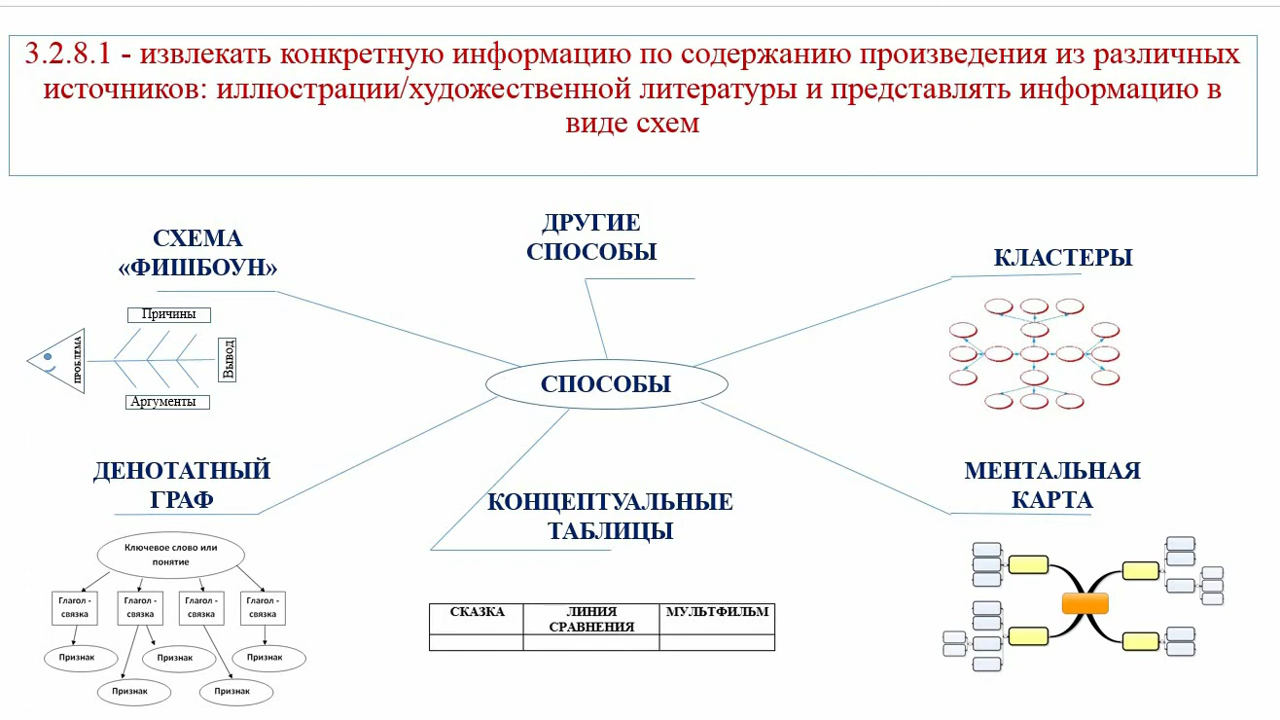 3.2.8.1 - извлекать конкретную информацию по содержанию произведения из различных
источников: иллюстрации/художественной литературы и представлять информацию в
виде схем
СХЕМА
«ФИШБОУН»
ДРУГИЕ
СПОСОБЫ
КЛАСТЕРЫ
Причины
ПРОБЛЕМА
Вывод
Аргументы
СПОСОБЫ
ДЕНОТАТНЫЙ
ГРАФ
КОНЦЕПТУАЛЬНЫЕ
ТАБЛИЦЫ
МЕНТАЛЬНАЯ
КАРТА
Ключевое слово или
понятие
Глагол -
связка
Глагол -
связка
Глагол -
связка
Глагол -
связка
Признак
Признак
Признак
Признак
Признак
СКАЗКА
ЛИНИЯ
СРАВНЕНИЯ
МУЛЬТФИЛЬМ